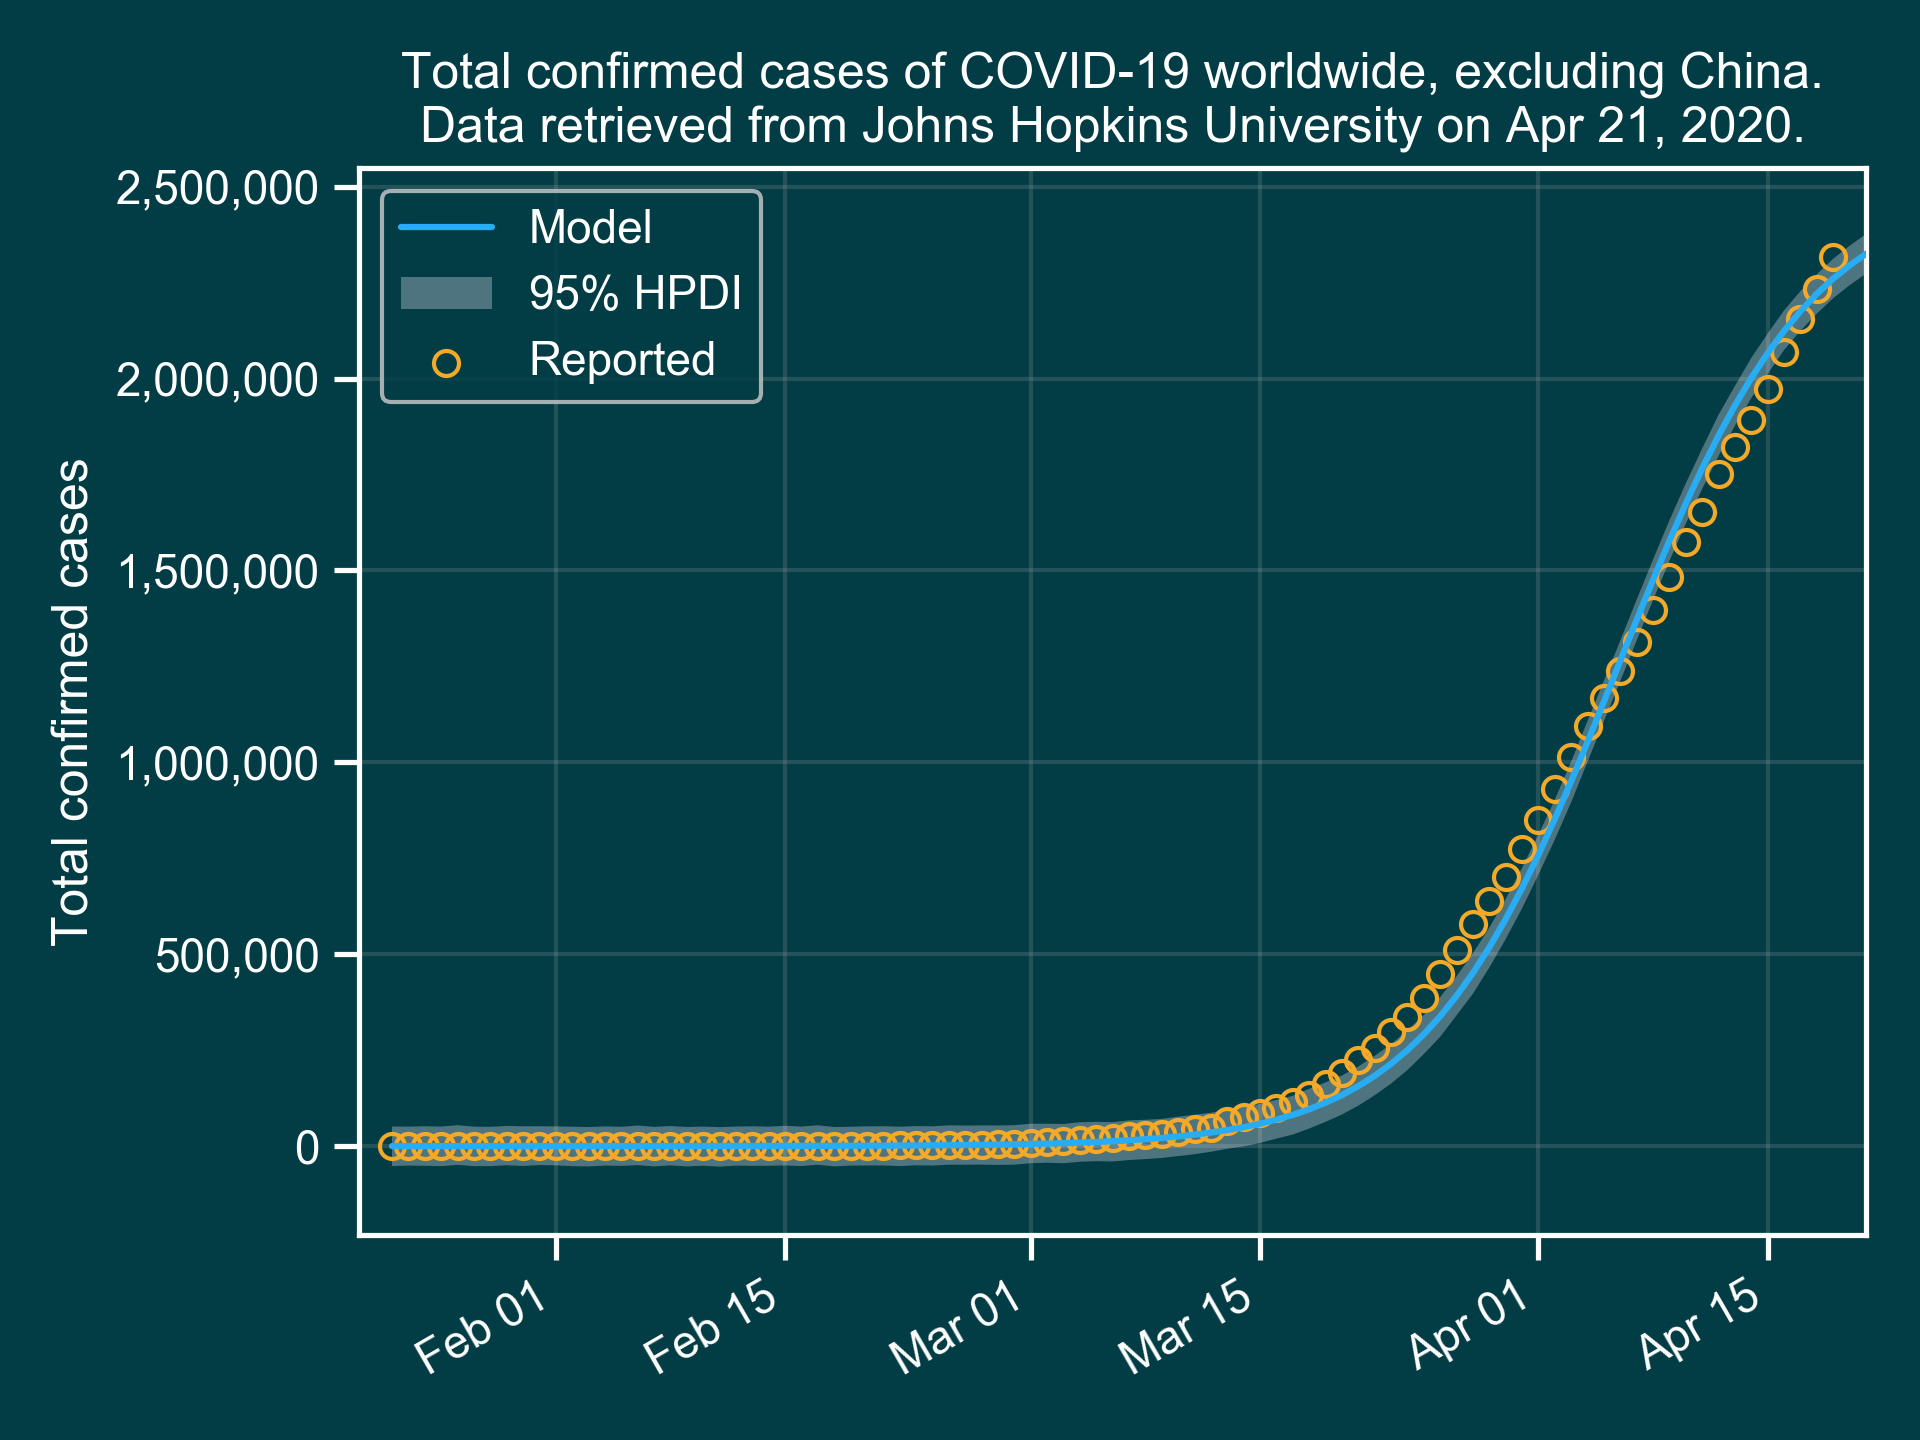 Total confirmed cases of COVID-19 worldwide, excluding China.
Data retrieved from Johns Hopkins University on Apr 21, 2020.
Model
95% HPDI
Reported
Total confirmed cases
2,500,000
2,000,000
1,500,000
1,000,000
500,000
0
Feb 01
Feb 15
Mar 01
Mar 15
Apr 01
Apr 15